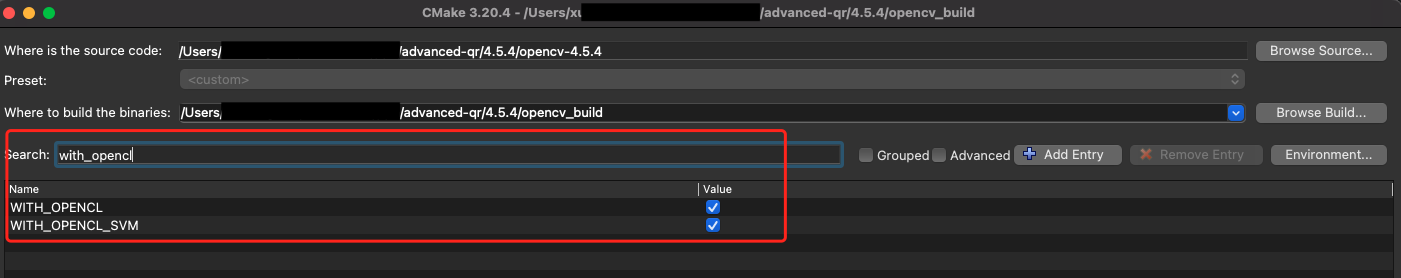 CMake 3.20.4 - /Users/xu /advanced-qr/4.5.4/opencv_build
Where is the source code: /Users/ /advanced-qr/4.5.4/opencv-4.5.4 Browse Source...
Preset: <custom>
Where to build the binaries: /Users /advanced-qr/4.5.4/opencv_build Browse Build...
Search: with_opencl Grouped Advanced Add Entry Remove Entry Environment...
Name Value
WITH_OPENCL
WITH_OPENCL_SVM